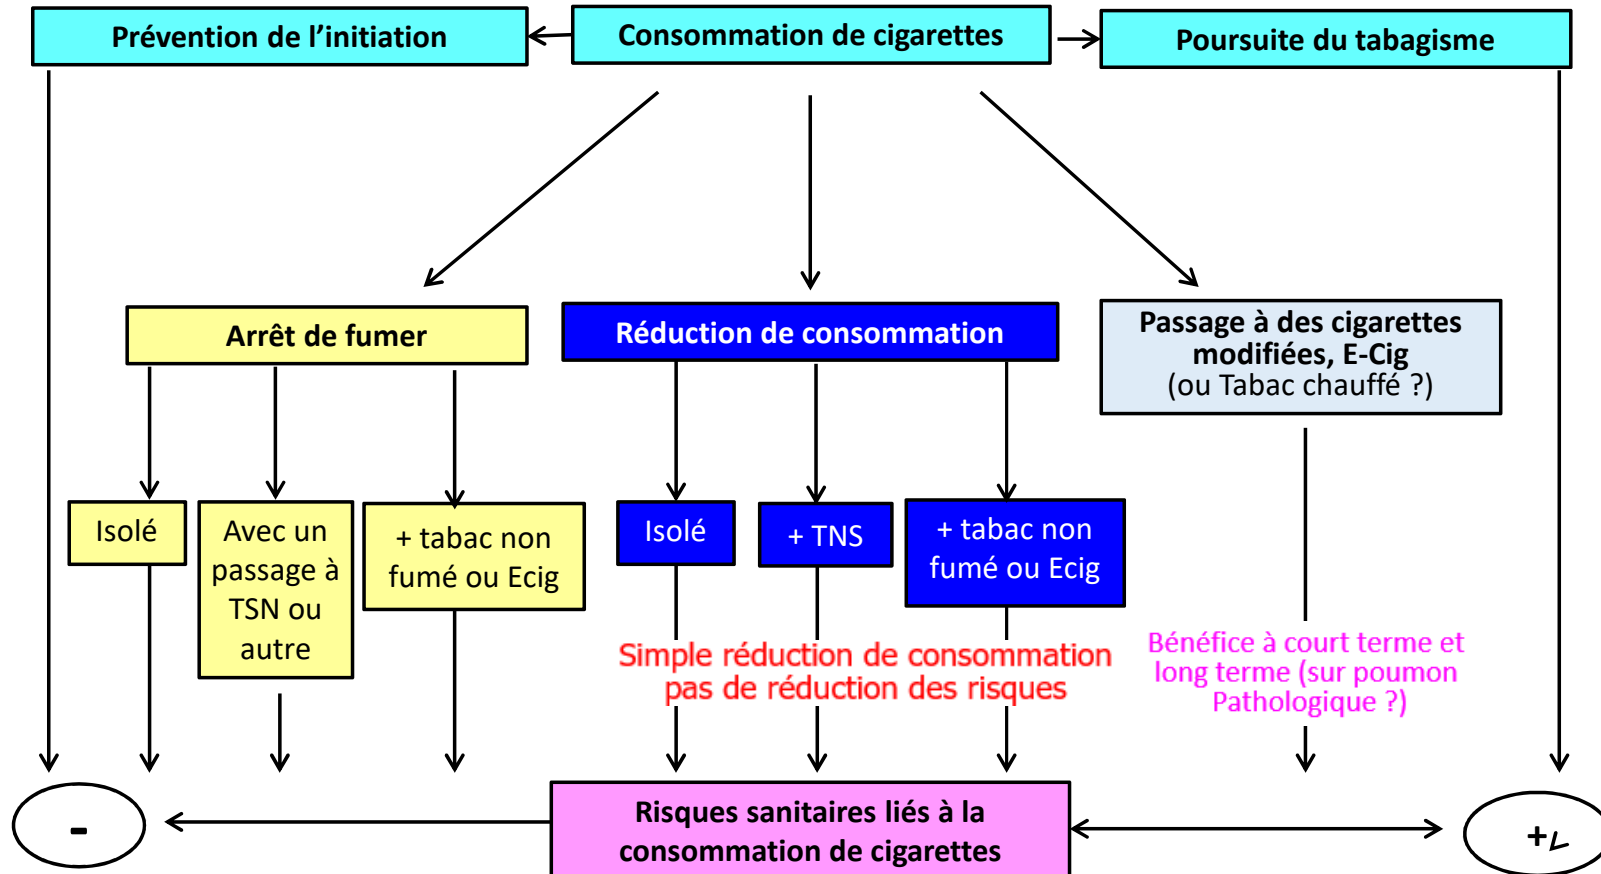 Prévention de l’initiation
Consommation de cigarettes
Poursuite du tabagisme
Arrêt de fumer
Réduction de consommation
Passage à des cigarettes
modifiées, E-Cig
(ou Tabac chauffé ?)
Isolé
Avec un
passage à
TSN ou
autre
+ tabac non
fumé ou Ecig
Isolé
+ TNS
+ tabac non
fumé ou Ecig
Simple réduction de consommation
pas de réduction des risques
Bénéfice à court terme et
long terme (sur poumon
Pathologique ?)
-
Risques sanitaires liés à la
consommation de cigarettes
+